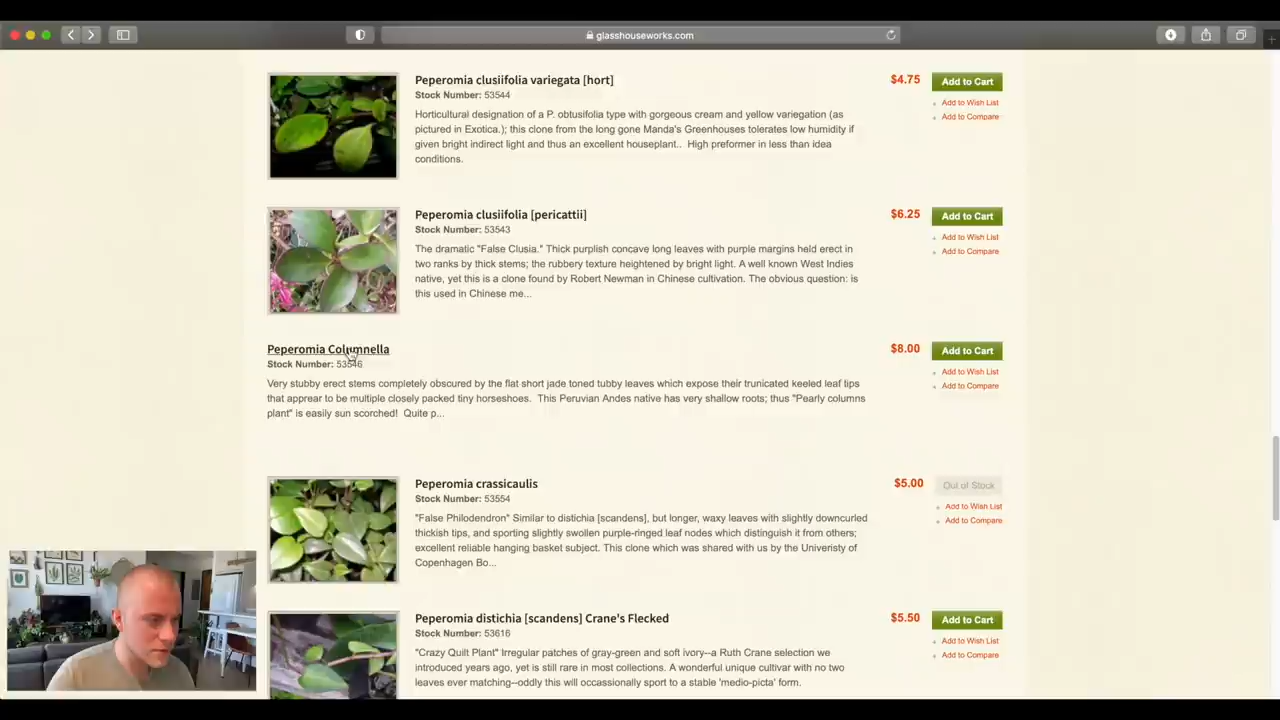 glasshouseworks.com
Peperomia clusiifolia variegata [hort]
$4.75
Add to Cart
Stock Number: 53544
Add to Wish List
Horticultural designation of a P. obtusifolia type with gorgeous cream and yellow variegation (as
Add to Compare
pictured in Exotica.); this clone from the long gone Manda's Greenhouses tolerates low humidity if
given bright indirect light and thus an excellent houseplant.. High preformer in less than idea
conditions.
Peperomia clusiifolia [pericattii]
$6.25
Add to Cart
Stock Number: 53543
Add to Wish List
The dramatic "False Clusia." Thick purplish concave long leaves with purple margins held erect in
Add to Compare
two ranks by thick stems; the rubbery texture heightened by bright light. A well known West Indies
native, yet this is a clone found by Robert Newman in Chinese cultivation. The obvious question: is
this used in Chinese me...
Peperomia Columnella
$8.00
Add to Cart
Stock Number: 53546
Add to Wish List
Very stubby erect stems completely obscured by the flat short jade toned tubby leaves which expose their trunicated keeled leaf tips
Add to Compare
that apprear to be multiple closely packed tiny horseshoes. This Peruvian Andes native has very shallow roots; thus "Pearly columns
plant" is easily sun scorched! Quite p...
Peperomia crassicaulis
$5.00
Out of Stock
Stock Number: 53554
Add to Wish List
"False Philodendron" Similar to distichia [scandens], but longer, waxy leaves with slightly downcurled
Add to Compare
thickish tips, and sporting slightly swollen purple-ringed leaf nodes which distinguish it from others;
excellent reliable hanging basket subject. This clone which was shared with us by the Univeristy of
Copenhagen Bo...
Peperomia distichia [scandens] Crane's Flecked
$5.50
Add to Cart
Stock Number: 53616
Add to Wish List
"Crazy Quilt Plant" Irregular patches of gray-green and soft ivory--a Ruth Crane selection we
Add to Compare
introduced years ago, yet is still rare in most collections. A wonderful unique cultivar with no two
leaves ever matching--oddly this will occassionally sport to a stable 'medio-picta' form.